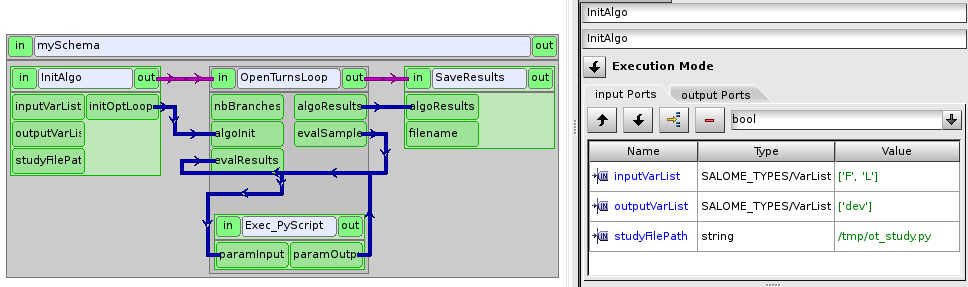 in mySchema out
in InitAlgo out
inputVarList initOptLoop
outputVarLis
studyFilePat
in OpenTurnsLoop out
nbBranches algoResults
algoInit evalSample
evalResults
in SaveResults out
algoResults
filename
in Exec_PyScript out
paramInput paramOutp
InitAlgo
InitAlgo
Execution Mode
input Ports output Ports
bool
Name Type Value
inputVarList SALOME_TYPES/VarList ['F', 'L']
outputVarList SALOME_TYPES/VarList ['dev']
studyFilePath string /tmp/ot_study.py